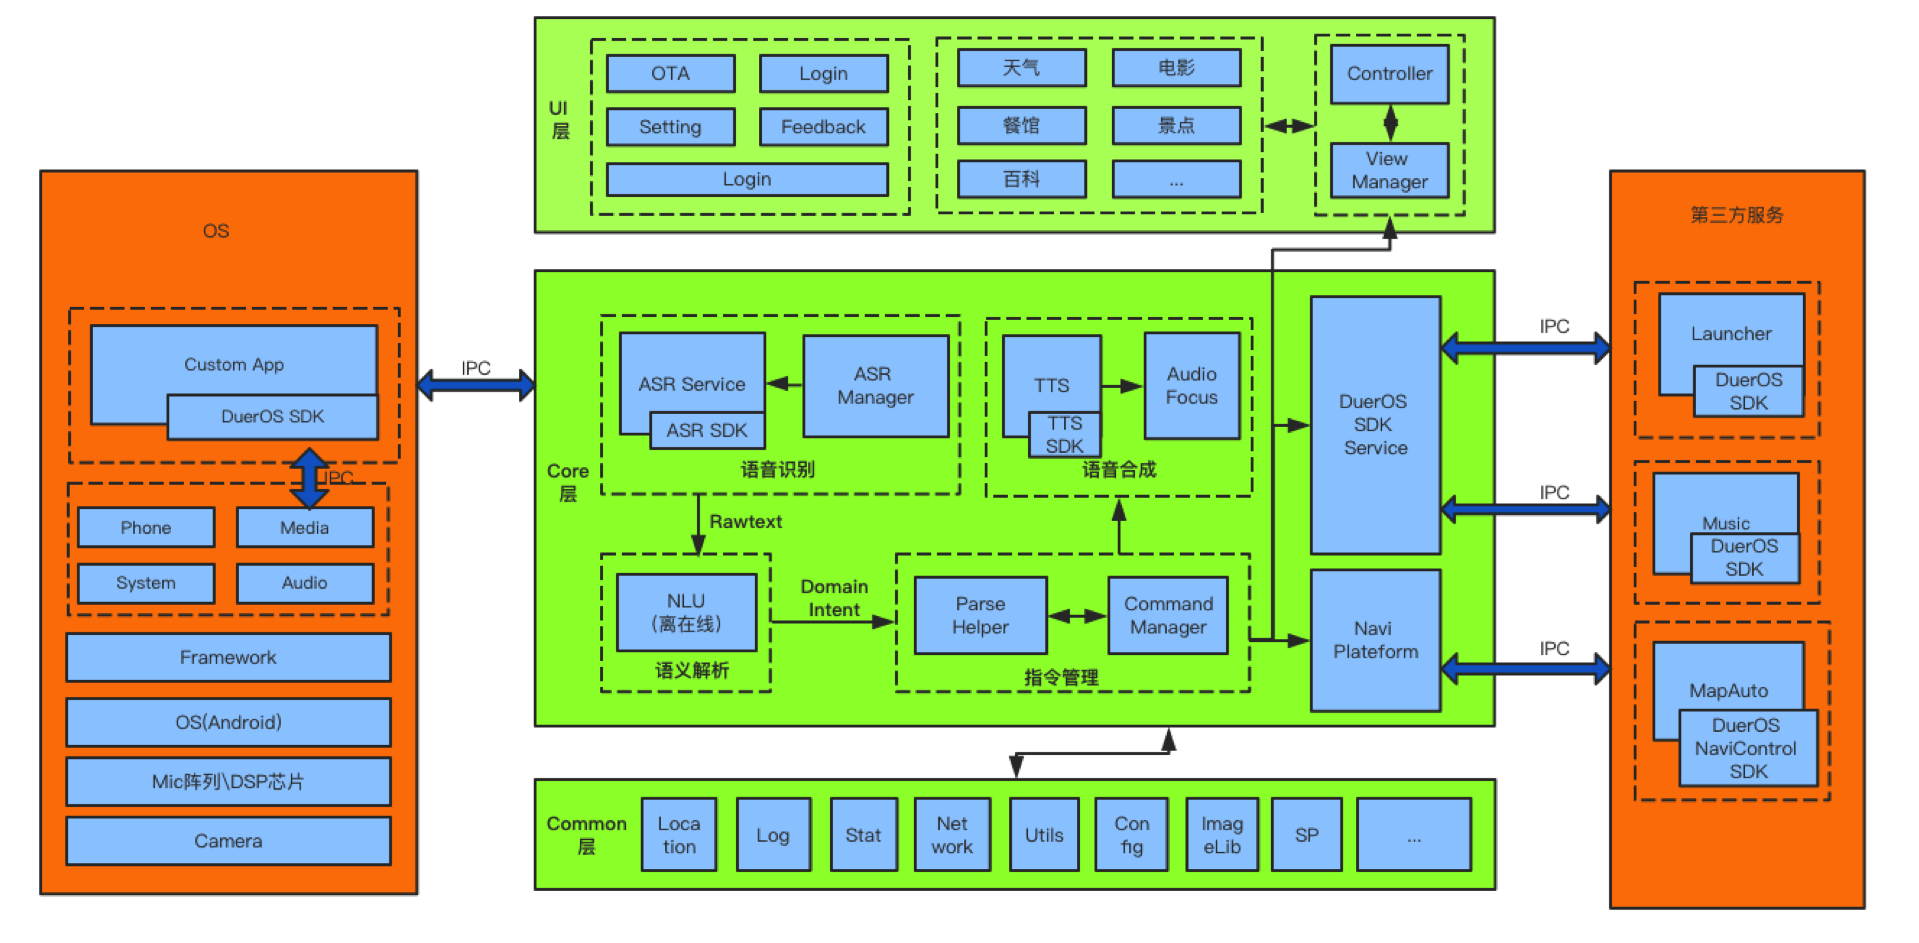 OS
Custom App
DuerOS SDK
IPC
Phone
Media
System
Audio
Framework
OS(Android)
Mic阵列\DSP芯片
Camera
IPC
UI
层
OTA
Login
Setting
Feedback
Login
天气
电影
餐馆
景点
百科
...
Controller
View
Manager
Core
层
ASR Service
ASR SDK
ASR
Manager
语音识别
TTS
TTS
SDK
Audio
Focus
语音合成
Rawtext
NLU
（离在线）
语义解析
Domain
Intent
Parse
Helper
Command
Manager
指令管理
DuerOS
SDK
Service
Navi
Plateform
Common
层
Loca
tion
Log
Stat
Net
work
Utils
Con
fig
Imag
eLib
SP
...
IPC
IPC
IPC
第三方服务
Launcher
DuerOS
SDK
Music
DuerOS
SDK
MapAuto
DuerOS
NaviControl
SDK